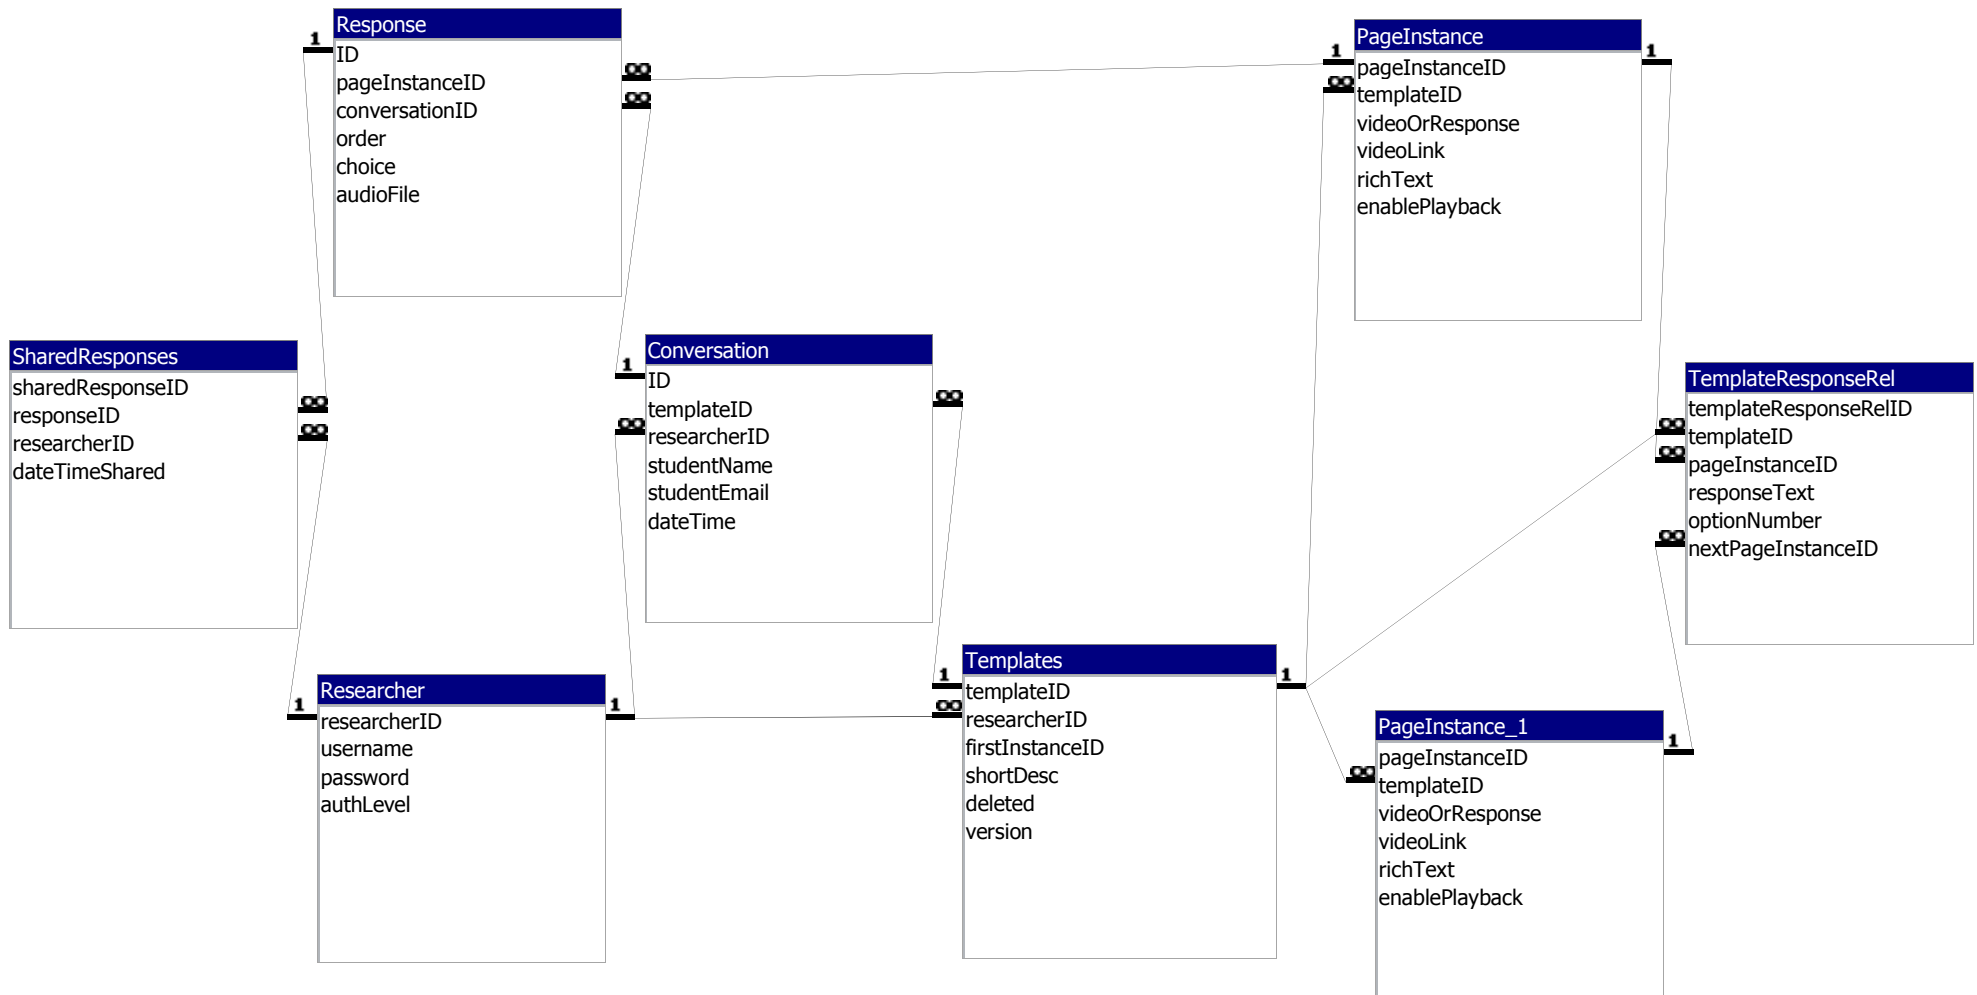 Response
1
ID
pageInstanceID
conversationID
order
choice
audioFile
∞
∞
PageInstance
1
1
∞
pageInstanceID
templateID
videoOrResponse
videoLink
richText
enablePlayback
SharedResponses
sharedResponseID
responseID
researcherID
dateTimeShared
∞
∞
Conversation
1
∞
∞
ID
templateID
researcherID
studentName
studentEmail
dateTime
TemplateResponseRel
templateResponseRelID
templateID
pageInstanceID
responseText
optionNumber
nextPageInstanceID
∞
∞
∞
Researcher
1
1
researcherID
username
password
authLevel
Templates
1
∞
1
templateID
researcherID
firstInstanceID
shortDesc
deleted
version
PageInstance_1
1
∞
pageInstanceID
templateID
videoOrResponse
videoLink
richText
enablePlayback